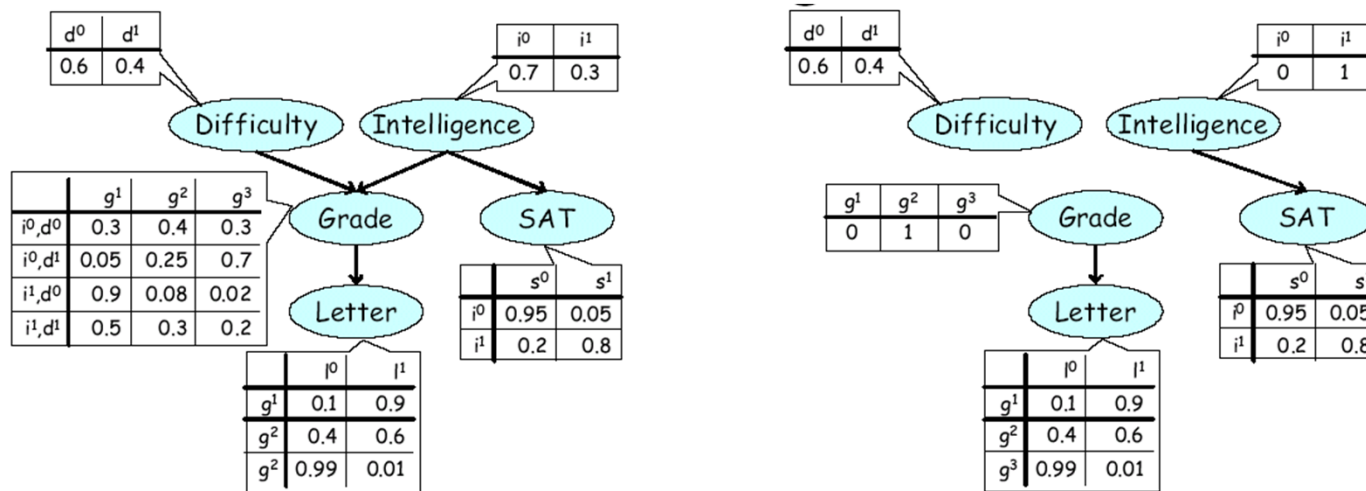 d⁰ d¹
0.6 0.4
i⁰ i¹
0.7 0.3
Difficulty
Intelligence
g¹ g² g³
i⁰,d⁰ 0.3 0.4 0.3
i⁰,d¹ 0.05 0.25 0.7
i¹,d⁰ 0.9 0.08 0.02
i¹,d¹ 0.5 0.3 0.2
Grade
SAT
s⁰ s¹
i⁰ 0.95 0.05
i¹ 0.2 0.8
Letter
l⁰ l¹
g¹ 0.1 0.9
g² 0.4 0.6
g² 0.99 0.01
d⁰ d¹
0.6 0.4
i⁰ i¹
0 1
Difficulty
Intelligence
g¹ g² g³
0 1 0
Grade
SAT
s⁰ s
i⁰ 0.95 0.05
i¹ 0.2 0.8
Letter
l⁰ l¹
g¹ 0.1 0.9
g² 0.4 0.6
g³ 0.99 0.01